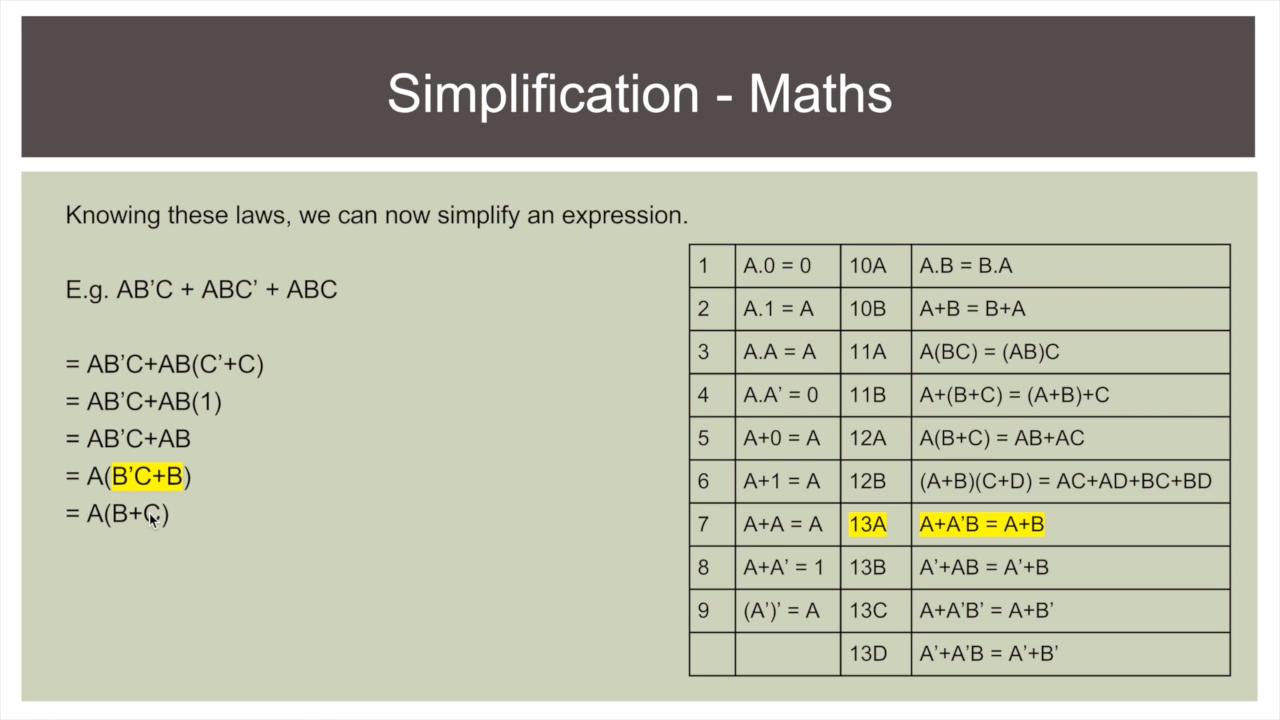 Simplification - Maths
Knowing these laws, we can now simplify an expression.
E.g. AB’C + ABC’ + ABC
= AB’C+AB(C’+C)
= AB’C+AB(1)
= AB’C+AB
= A(B’C+B)
= A(B+C)
1 A.0 = 0 10A A.B = B.A
2 A.1 = A 10B A+B = B+A
3 A.A = A 11A A(BC) = (AB)C
4 A.A’ = 0 11B A+(B+C) = (A+B)+C
5 A+0 = A 12A A(B+C) = AB+AC
6 A+1 = A 12B (A+B)(C+D) = AC+AD+BC+BD
7 A+A = A 13A A+A’B = A+B
8 A+A’ = 1 13B A’+AB = A’+B
9 (A’)’ = A 13C A+A’B’ = A+B’
13D A’+A’B = A’+B’